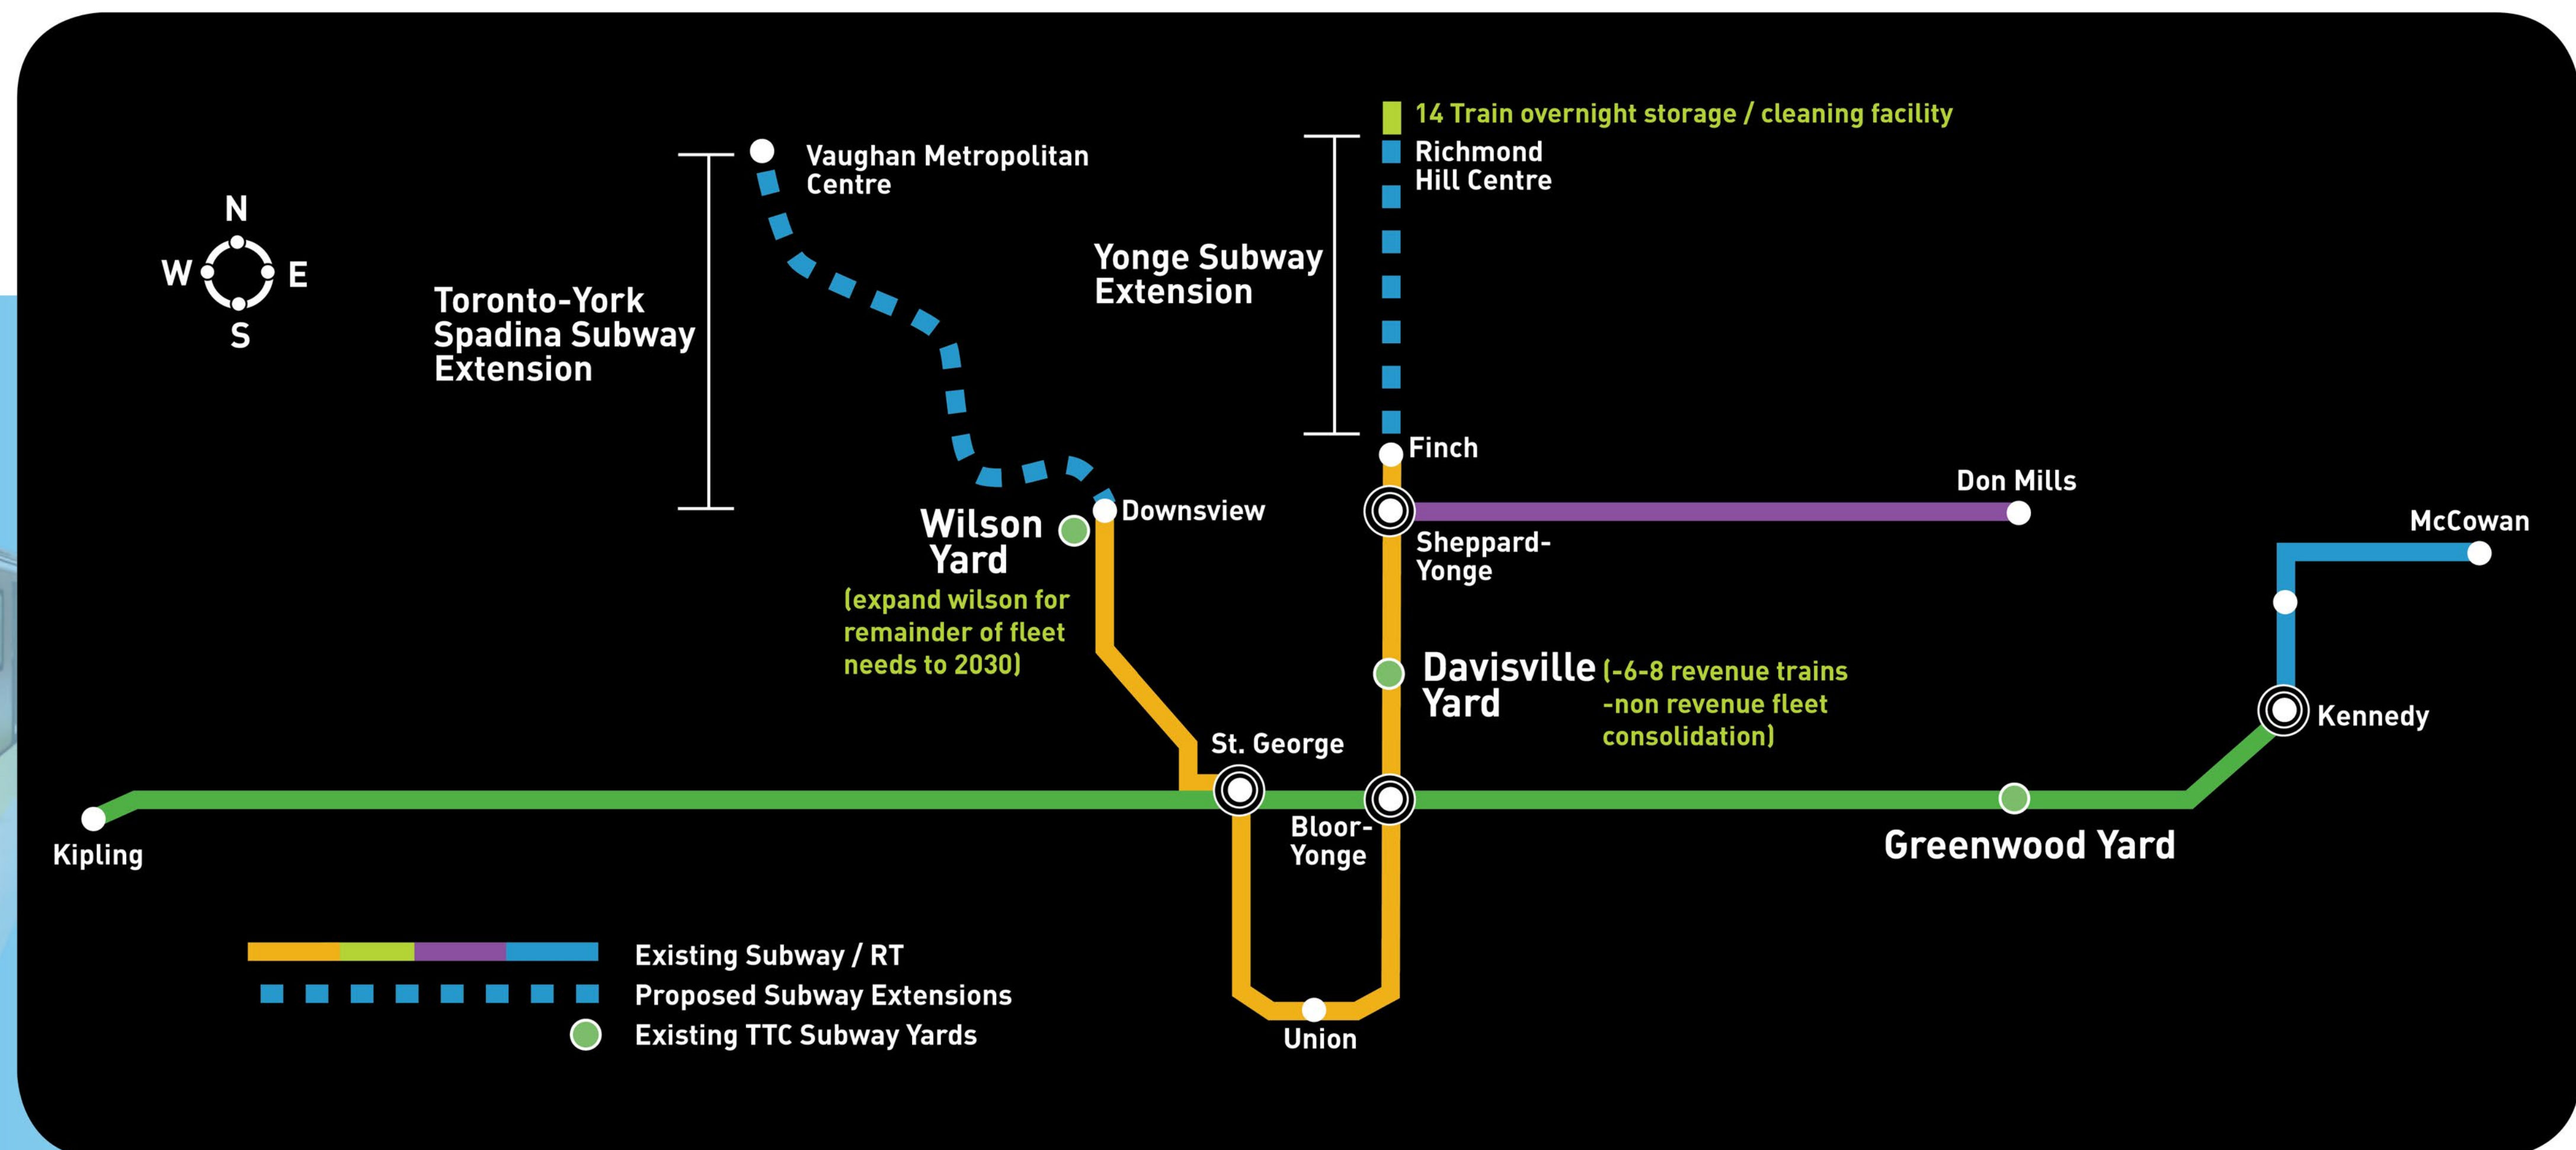 14 Train overnight storage / cleaning facility
Richmond
Hill Centre
Vaughan Metropolitan
Centre
N
W
E
S
Yonge Subway
Extension
Toronto-York
Spadina Subway
Extension
Finch
Don Mills
McCowan
Downsview
Wilson
Yard
(expand wilson for
remainder of fleet
needs to 2030)
Sheppard-
Yonge
Davisville
Yard
(-6-8 revenue trains
-non revenue fleet
consolidation)
Kennedy
St. George
Bloor-
Yonge
Kipling
Greenwood Yard
Union
Existing Subway / RT
Proposed Subway Extensions
Existing TTC Subway Yards